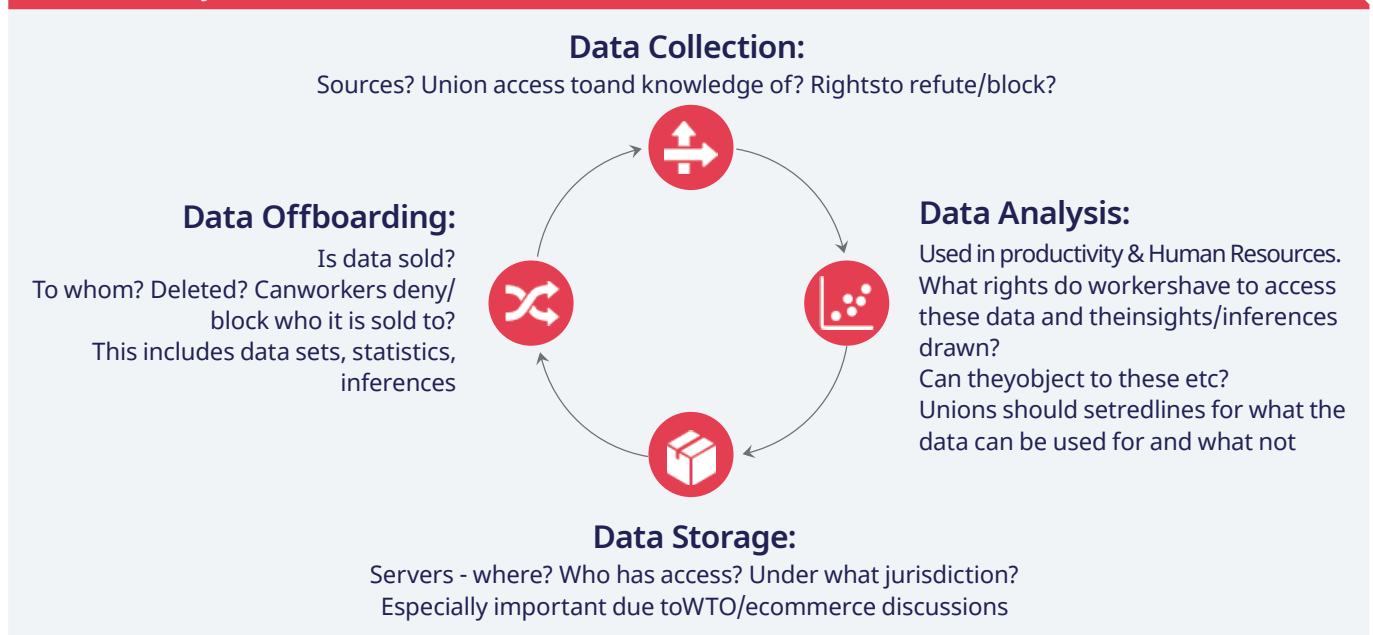 Data Collection:
Sources? Union access toand knowledge of? Rightsto refute/block?
Data Analysis:
Used in productivity & Human Resources.
What rights do workershave to access
these data and theinsights/inferences
drawn?
Can theyobject to these etc?
Unions should setredlines for what the
data can be used for and what not
Data Storage:
Servers - where? Who has access? Under what jurisdiction?
Especially important due toWTO/ecommerce discussions
Data Offboarding:
Is data sold?
To whom? Deleted? Canworkers deny/
block who it is sold to?
This includes data sets, statistics,
inferences